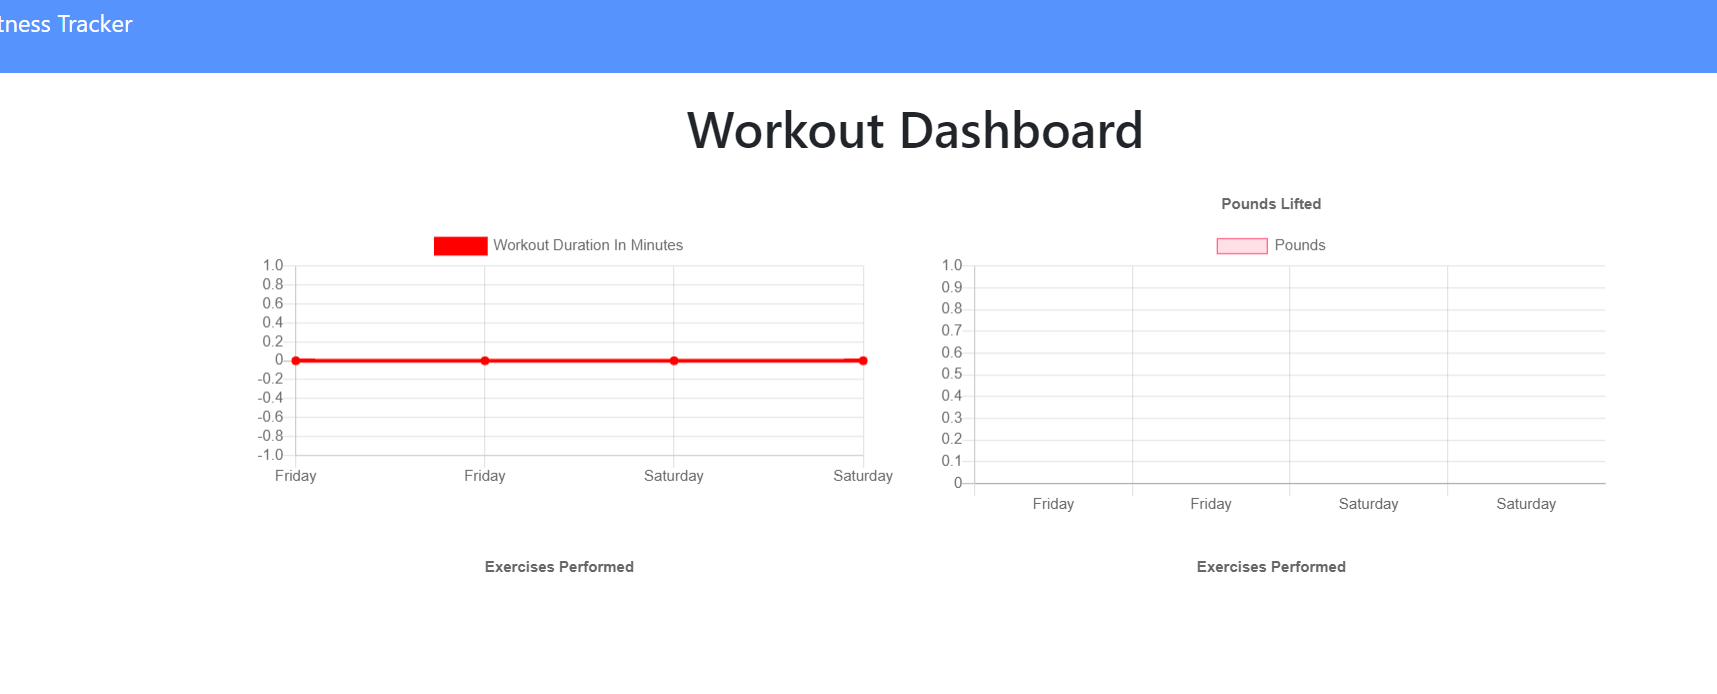 tness Tracker
Workout Dashboard
Workout Duration In Minutes
1.0
0.8
0.6
0.4
0.2
0
-0.2
-0.4
-0.6
-0.8
-1.0
Friday Friday Saturday Saturday
Pounds Lifted
Pounds
1.0
0.9
0.8
0.7
0.6
0.5
0.4
0.3
0.2
0.1
0
Friday Friday Saturday Saturday
Exercises Performed
Exercises Performed